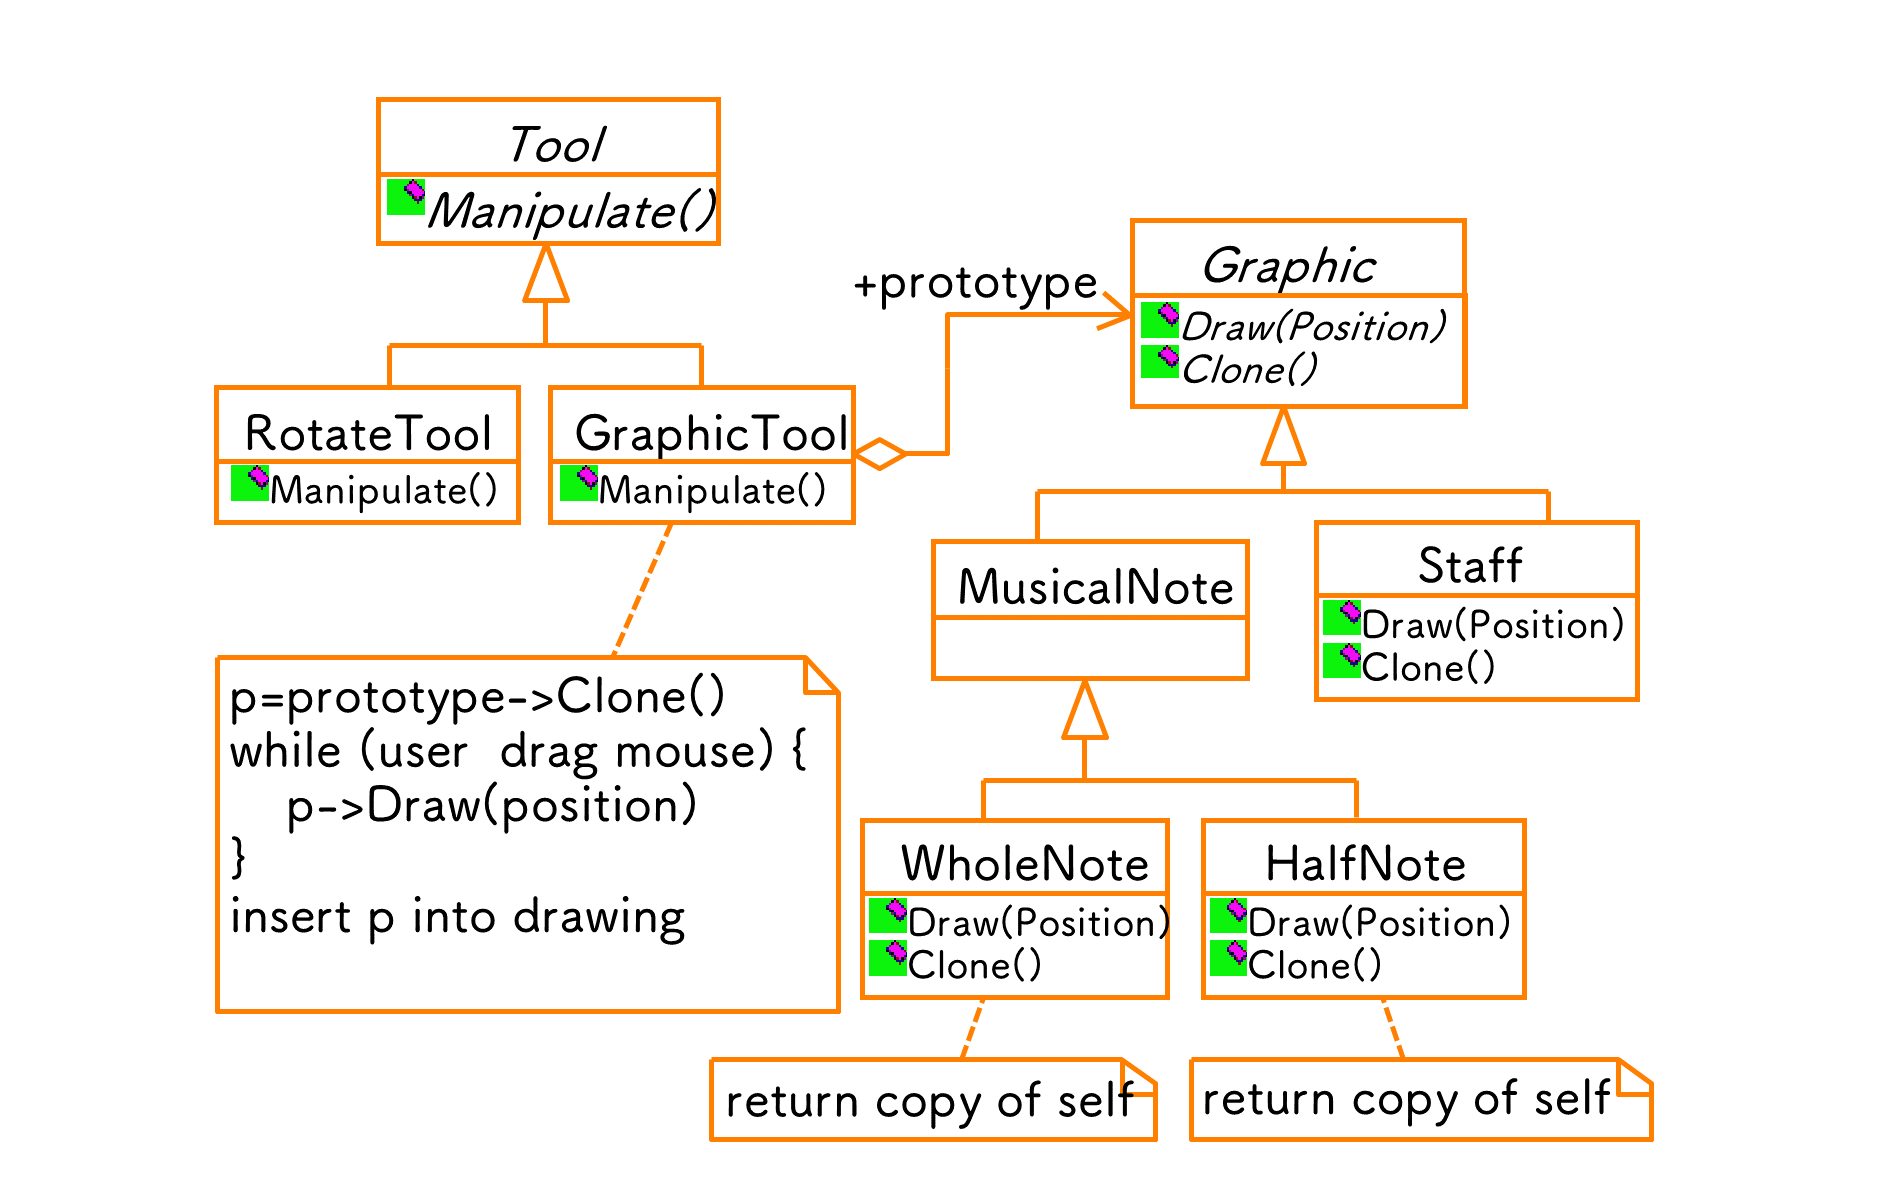 Tool
Manipulate()
+prototype
Graphic
Draw(Position)
Clone()
RotateTool
Manipulate()
GraphicTool
Manipulate()
MusicalNote
Staff
Draw(Position)
Clone()
p=prototype->Clone()
while (user  drag mouse) {
    p->Draw(position)
}
insert p into drawing
WholeNote
Draw(Position)
Clone()
HalfNote
Draw(Position)
Clone()
return copy of self
return copy of self